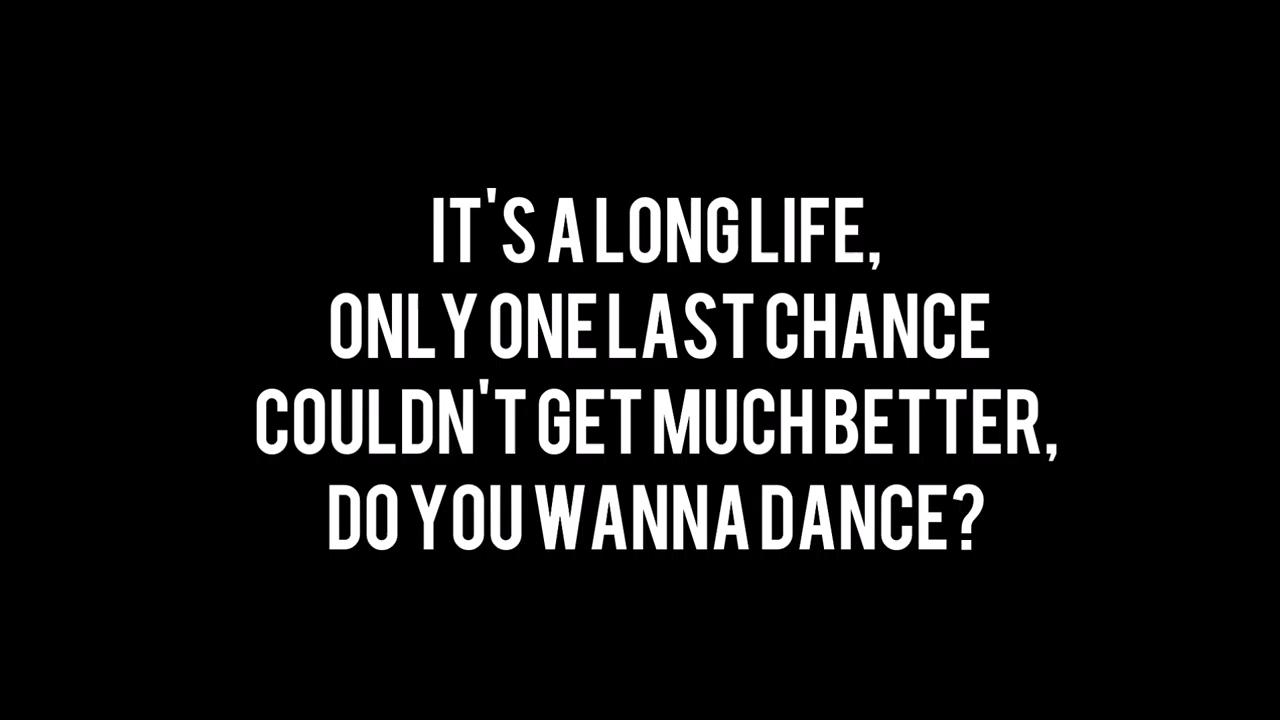 IT'S A LONG LIFE,
ONLY ONE LAST CHANCE
COULDN'T GET MUCH BETTER,
DO YOU WANNA DANCE?